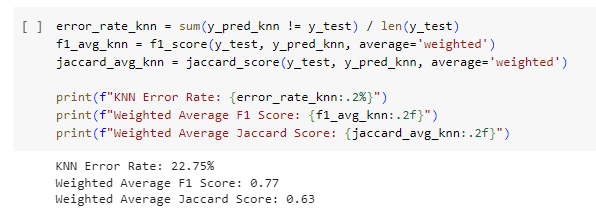 [ ] error_rate_knn = sum(y_pred_knn != y_test) / len(y_test)
f1_avg_knn = f1_score(y_test, y_pred_knn, average='weighted')
jaccard_avg_knn = jaccard_score(y_test, y_pred_knn, average='weighted')
print(f"KNN Error Rate: {error_rate_knn:.2%}")
print(f"Weighted Average F1 Score: {f1_avg_knn:.2f}")
print(f"Weighted Average Jaccard Score: {jaccard_avg_knn:.2f}")
KNN Error Rate: 22.75%
Weighted Average F1 Score: 0.77
Weighted Average Jaccard Score: 0.63